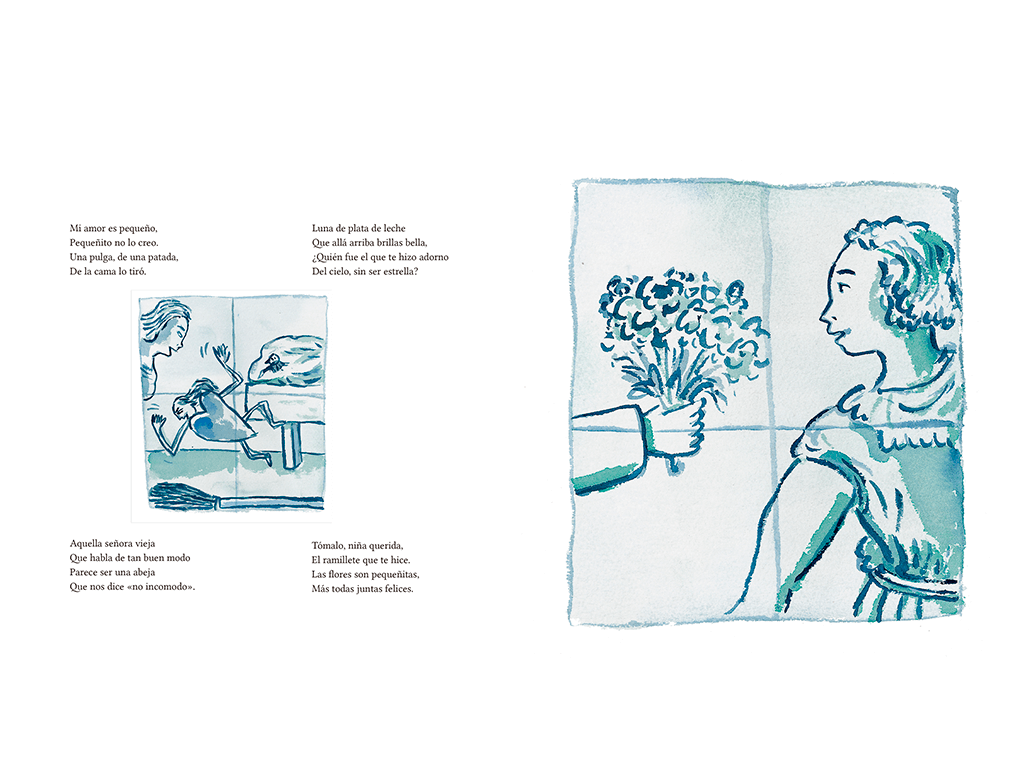 Mi amor es pequeño,
Pequeñito no lo creo.
Una pulga, de una patada,
De la cama lo tiró.
Luna de plata de leche
Que allá arriba brillas bella,
¿Quién fue el que te hizo adorno
Del cielo, sin ser estrella?
Aquella señora vieja
Que habla de tan buen modo
Parece ser una abeja
Que nos dice «no incomodo».
Tómalo, niña querida,
El ramillete que te hice.
Las flores son pequeñitas,
Más todas juntas felices.